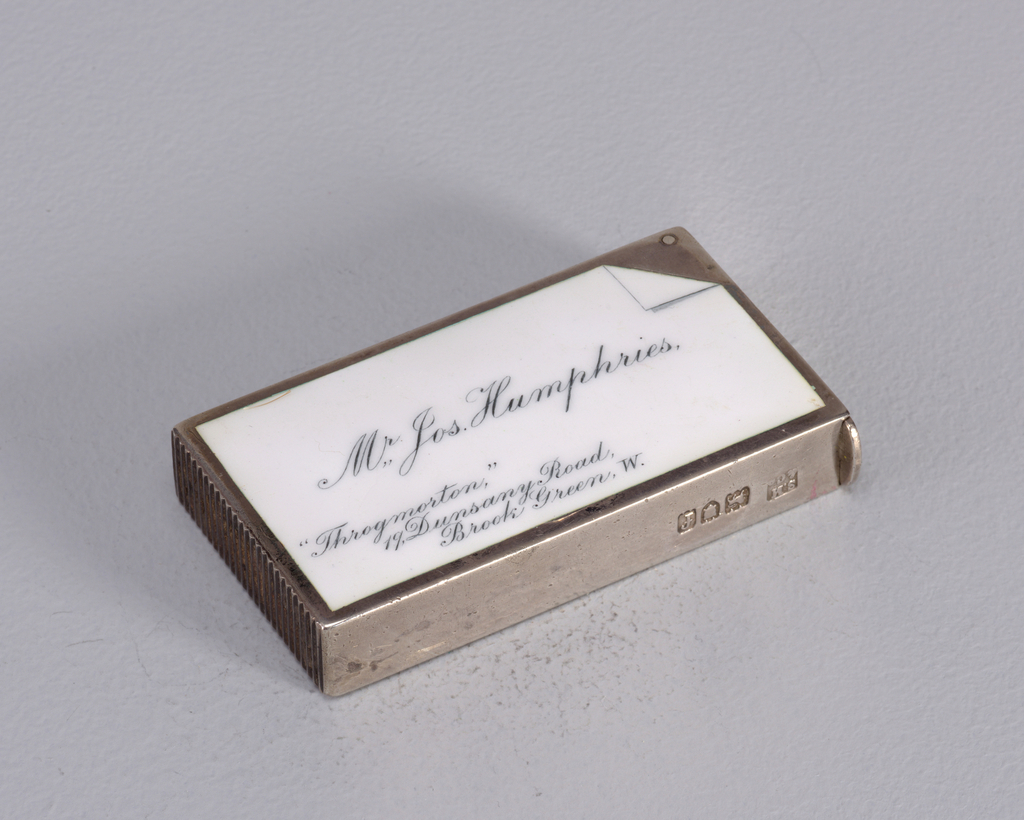 Mr. Jos. Humphries.
"Throgmorton,"
19, Dunsany Road,
Brook Green, W.